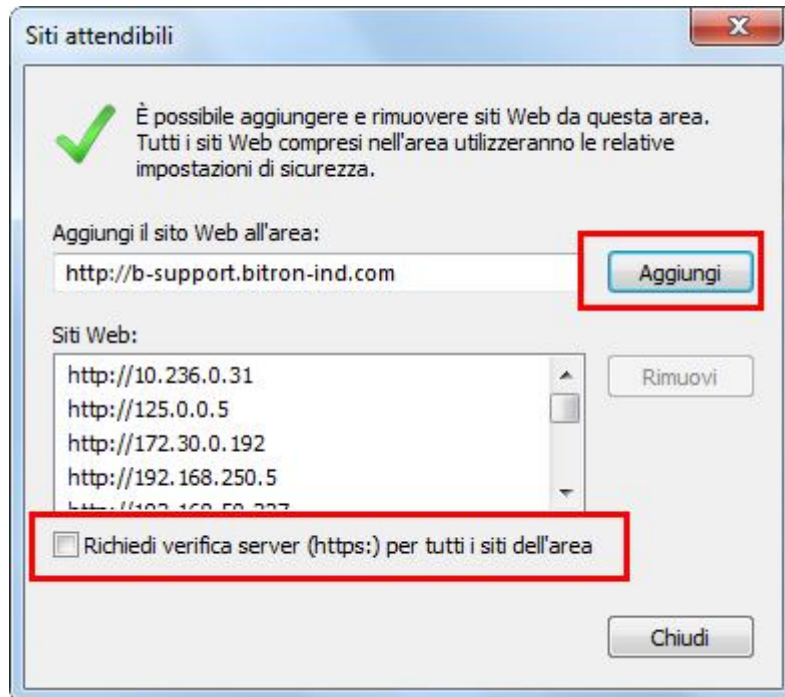 Siti attendibili
È possibile aggiungere e rimuovere siti Web da questa area.
Tutti i siti Web compresi nell'area utilizzeranno le relative
impostazioni di sicurezza.
Aggiungi il sito Web all'area:
http://b-support.bitron-ind.com
Aggiungi
Siti Web:
http://10.236.0.31
Rimuovi
http://125.0.0.5
http://172.30.0.192
http://192.168.250.5
Richiedi verifica server (https:) per tutti i siti dell'area
Chiudi